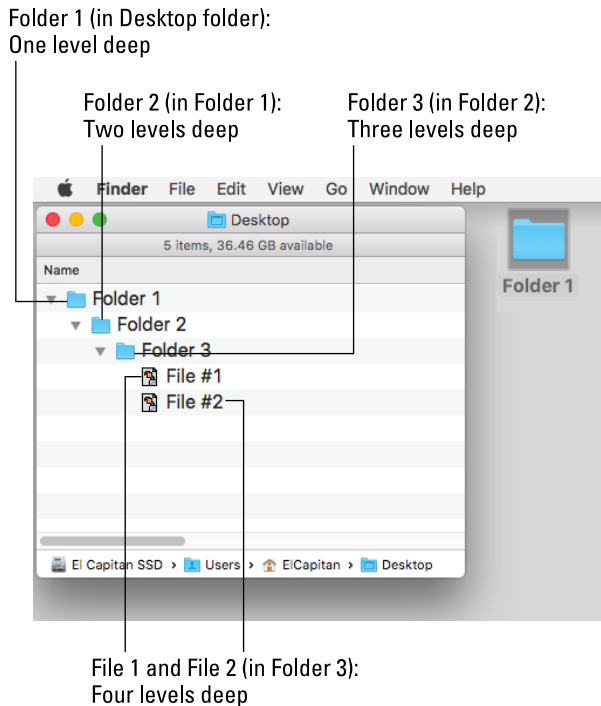 Folder 1 (in Desktop folder):
One level deep
Folder 2 (in Folder 1):
Two levels deep
Folder 3 (in Folder 2):
Three levels deep
Finder File Edit View Go Window Help
Desktop
5 items, 36.46 GB available
Name
Folder 1
Folder 2
Folder 3
File #1
File #2
El Capitan SSD › Users › ElCapitan › Desktop
Folder 1
File 1 and File 2 (in Folder 3):
Four levels deep